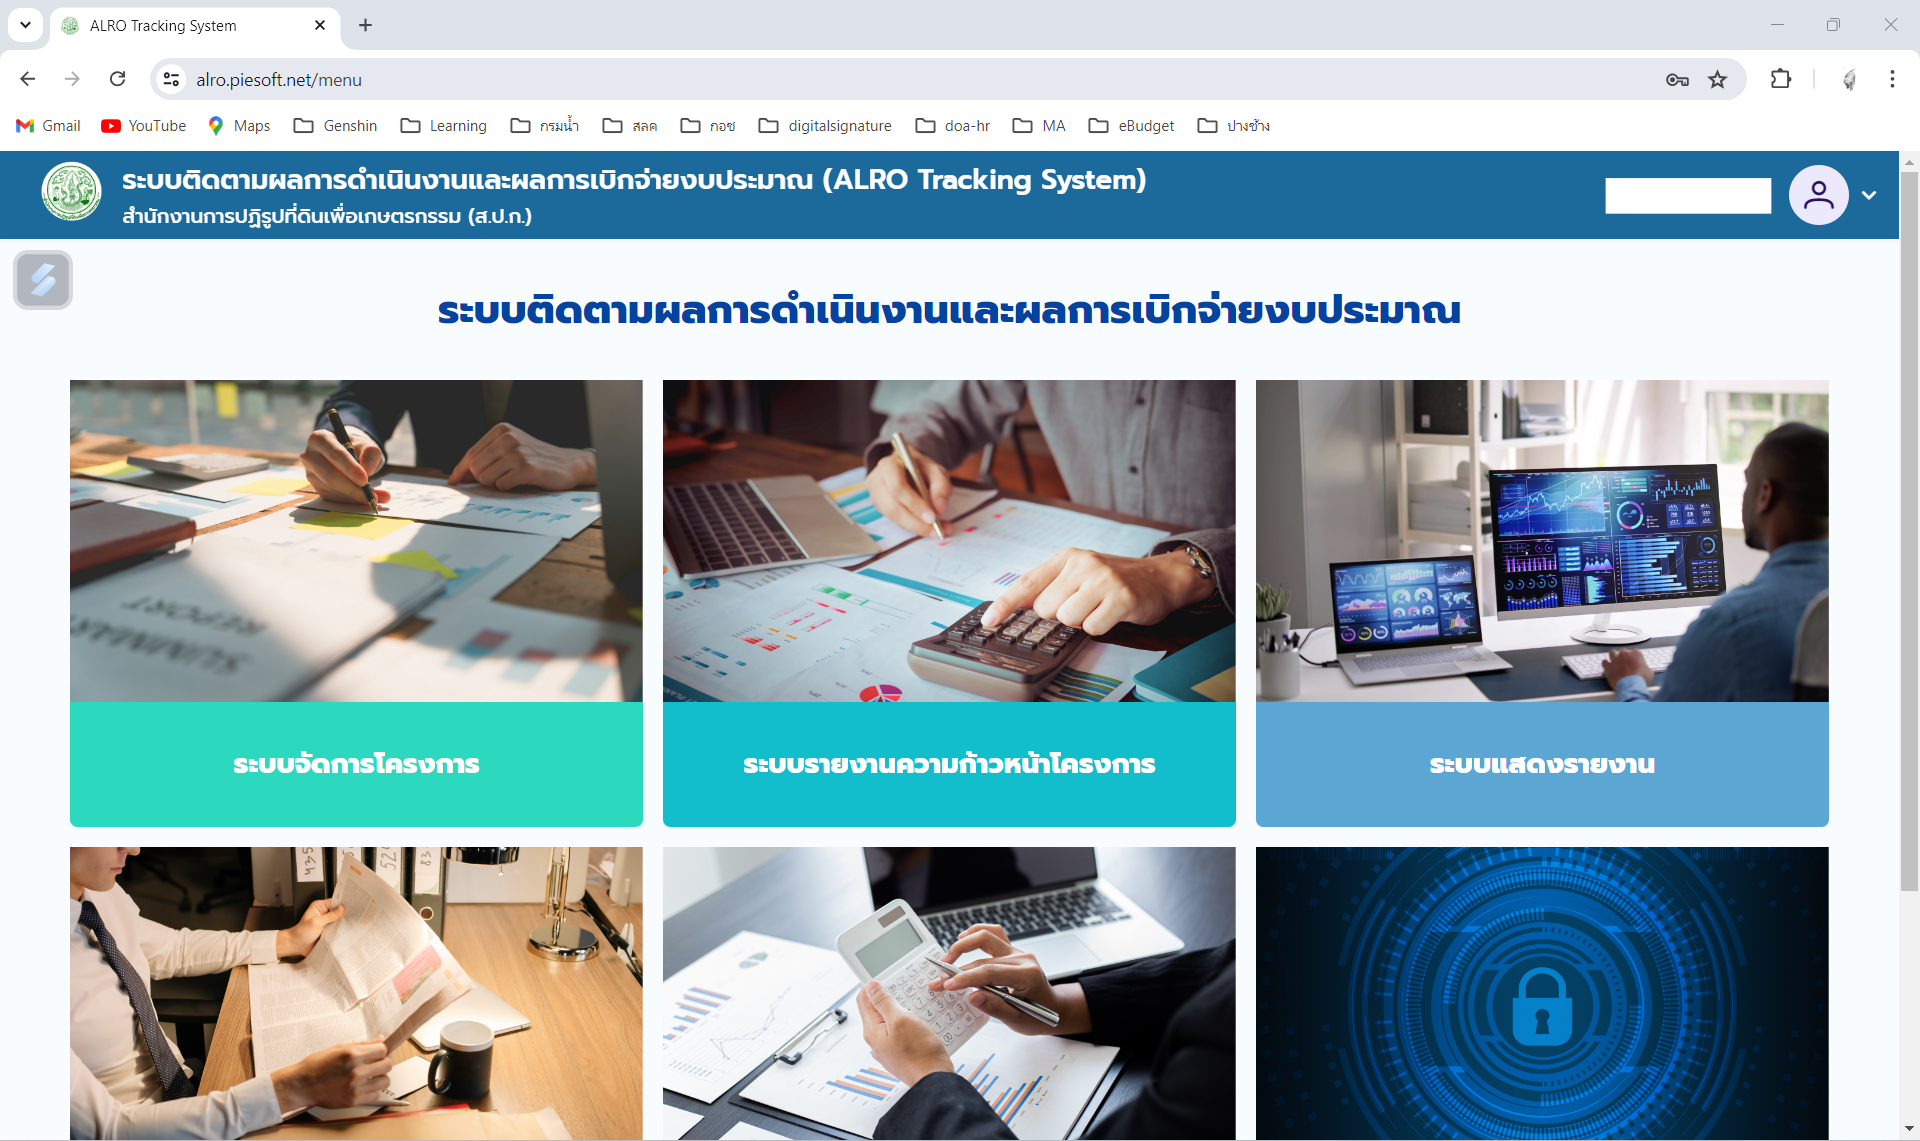 ALRO Tracking System
alro.piesoft.net/menu
Gmail YouTube Maps Genshin Learning กรมน้ำ สลค กอช digitalsignature doa-hr MA eBudget ปางช้าง
ระบบติดตามผลการดำเนินงานและผลการเบิกจ่ายงบประมาณ (ALRO Tracking System)
สำนักงานการปฏิรูปที่ดินเพื่อเกษตรกรรม (ส.ป.ก.)
ระบบติดตามผลการดำเนินงานและผลการเบิกจ่ายงบประมาณ
SUMMARY
REPORT
ระบบจัดการโครงการ
ระบบรายงานความก้าวหน้าโครงการ
ระบบแสดงรายงาน